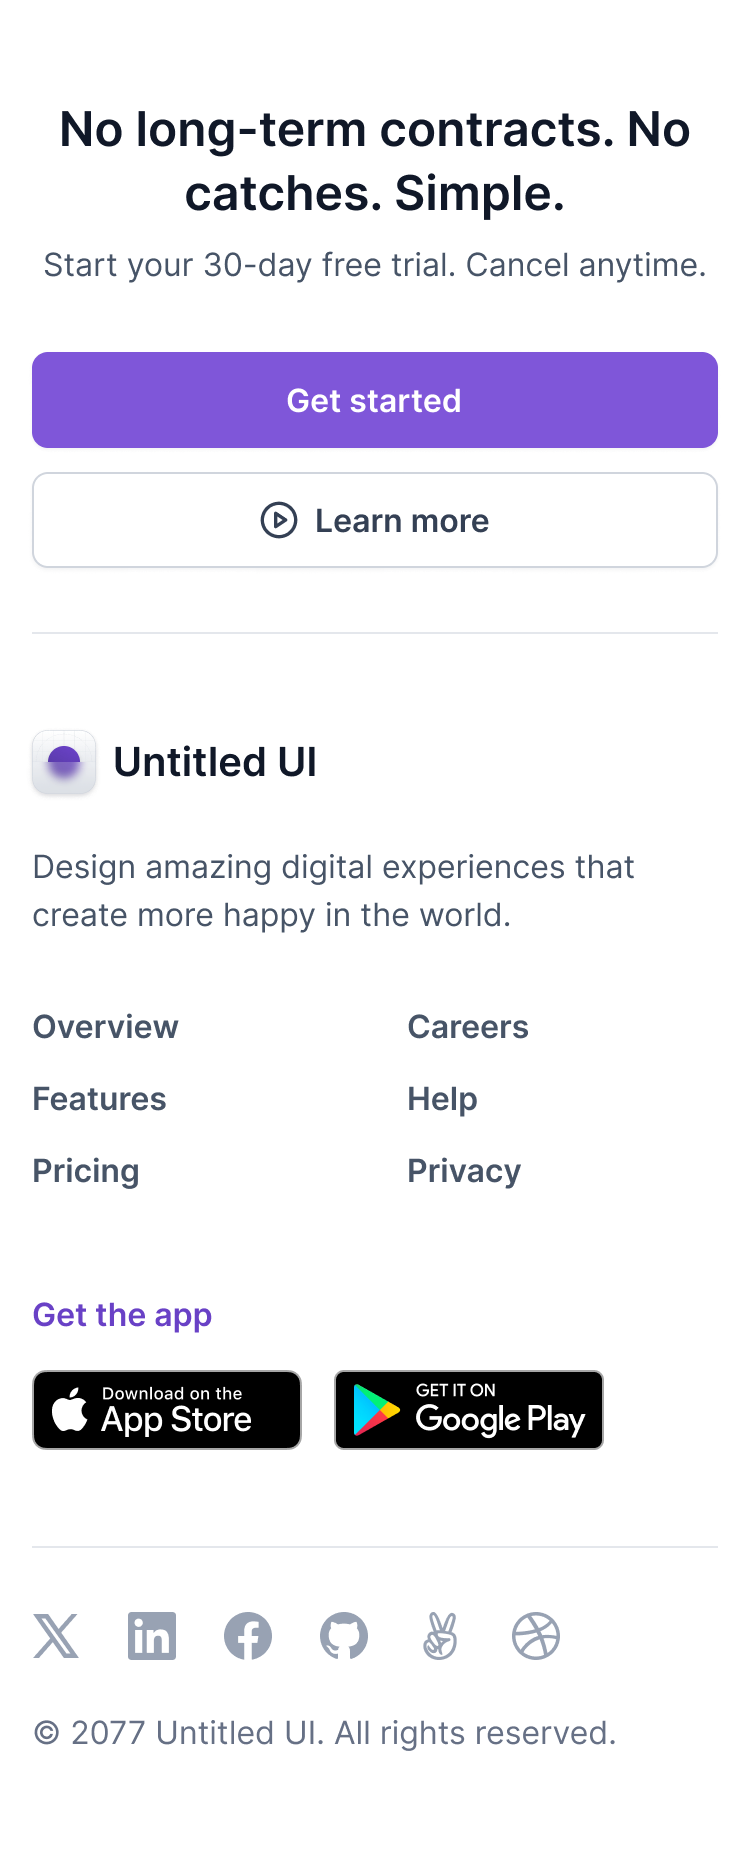 No long-term contracts. No
catches. Simple.
Start your 30-day free trial. Cancel anytime.
Get started
Learn more
Untitled UI
Design amazing digital experiences that
create more happy in the world.
Overview
Careers
Features
Help
Pricing
Privacy
Get the app
Download on the
App Store
GET IT ON
Google Play
in
© 2077 Untitled UI. All rights reserved.